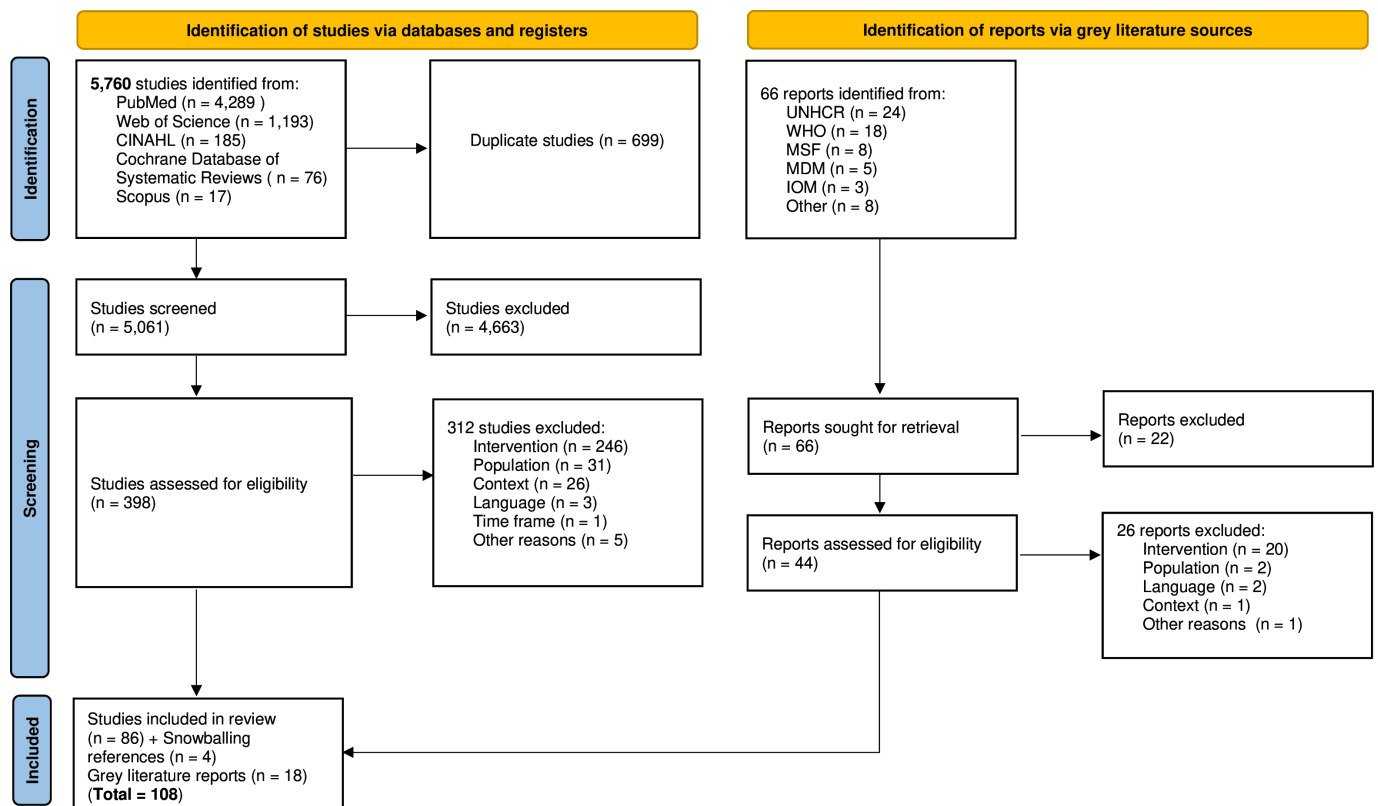 Identification of studies via databases and registers
Identification of reports via grey literature sources
Identification
5,760 studies identified from:
PubMed (n = 4,289 )
Web of Science (n = 1,193)
CINAHL (n = 185)
Cochrane Database of
Systematic Reviews ( n = 76)
Scopus (n = 17)
Duplicate studies (n = 699)
66 reports identified from:
UNHCR (n = 24)
WHO (n = 18)
MSF (n = 8)
MDM (n = 5)
IOM (n = 3)
Other (n = 8)
Screening
Studies screened
(n = 5,061)
Studies excluded
(n = 4,663)
Studies assessed for eligibility
(n = 398)
312 studies excluded:
Intervention (n = 246)
Population (n = 31)
Context (n = 26)
Language (n = 3)
Time frame (n = 1)
Other reasons (n = 5)
Reports sought for retrieval
(n = 66)
Reports excluded
(n = 22)
Reports assessed for eligibility
(n = 44)
26 reports excluded:
Intervention (n = 20)
Population (n = 2)
Language (n = 2)
Context (n = 1)
Other reasons  (n = 1)
Included
Studies included in review
(n = 86) + Snowballing
references (n = 4)
Grey literature reports (n = 18)
(Total = 108)